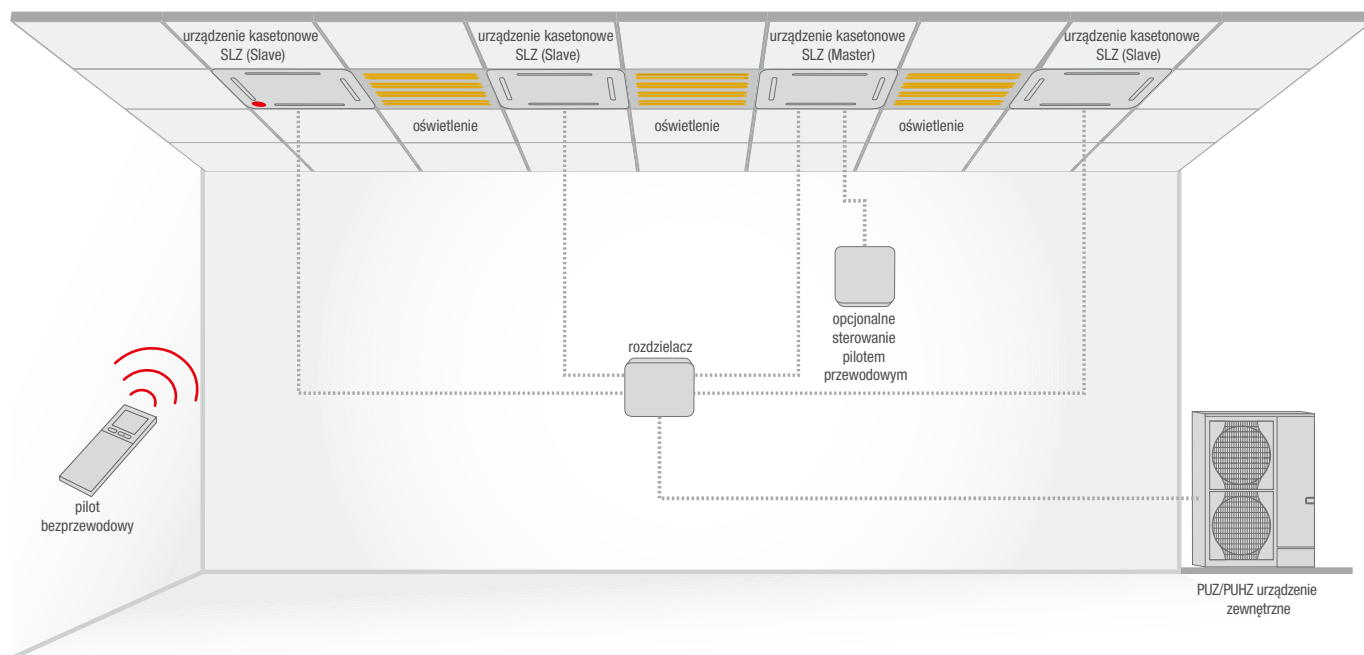 urządzenie kasetonowe
SLZ (Slave)
urządzenie kasetonowe
SLZ (Slave)
urządzenie kasetonowe
SLZ (Master)
urządzenie kasetonowe
SLZ (Slave)
oświetlenie
oświetlenie
oświetlenie
opcjonalne
sterowanie
pilotem
przewodowym
rozdzielacz
pilot
bezprzewodowy
PUZ/PUHZ urządzenie
zewnętrzne